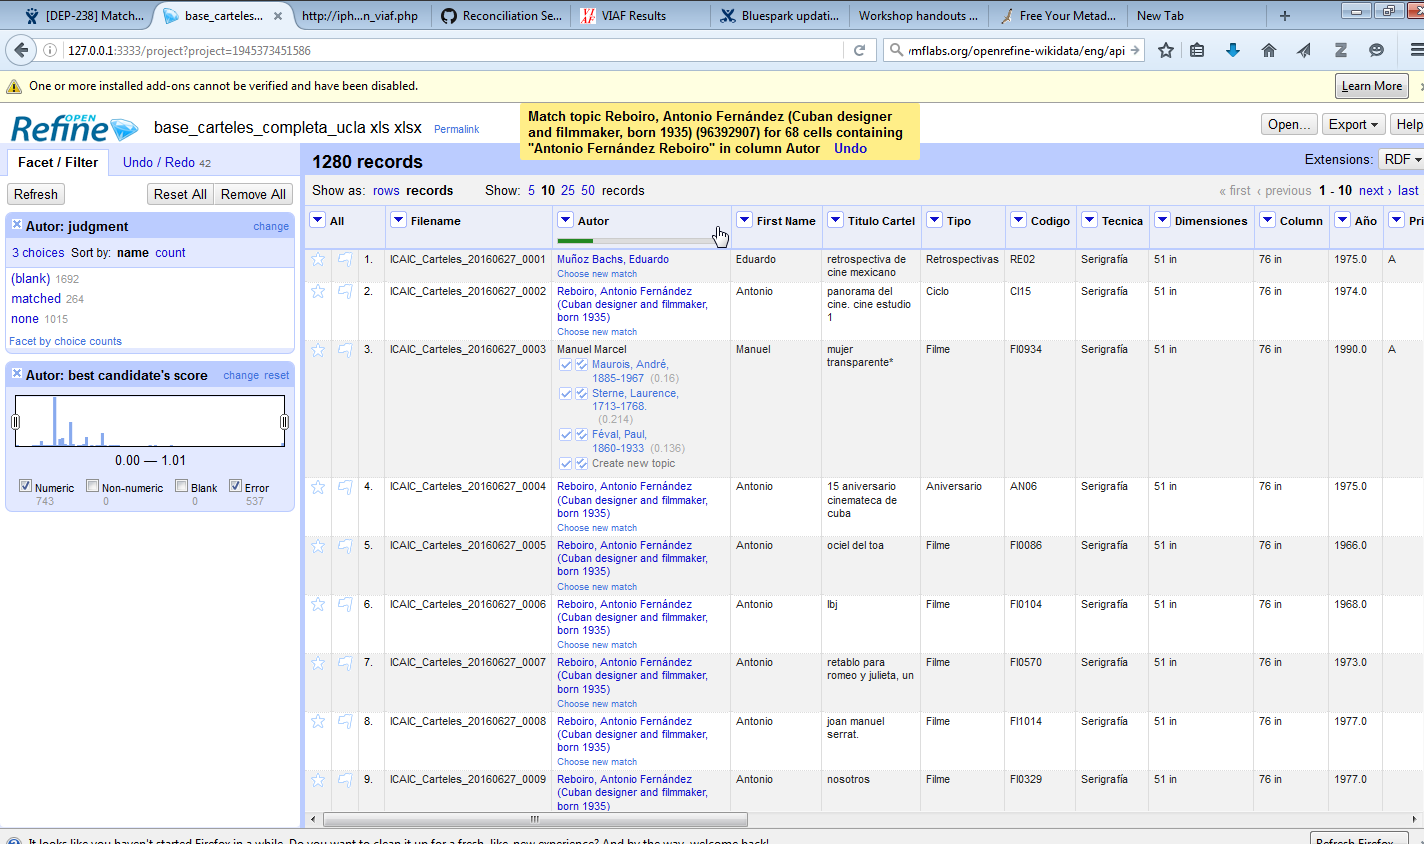 [DEP-238] Match...
base_carteles...
http://iph...n_viaf.php
Reconciliation Se...
VIAF Results
Bluespark updati...
Workshop handouts ...
Free Your Metad...
New Tab
127.0.0.1:3333/project?project=1945373451586
/mflabs.org/openrefine-wikidata/eng/api
One or more installed add-ons cannot be verified and have been disabled.
Learn More
OPEN
Refine
base_carteles_completa_ucla xls xlsx
Permalink
Match topic Reboiro, Antonio Fernández (Cuban designer
and filmmaker, born 1935) (96392907) for 68 cells containing
"Antonio Fernández Reboiro" in column Autor Undo
Open...
Export
Help
Facet / Filter
Undo / Redo 42
1280 records
Extensions: RDF
Refresh
Reset All
Remove All
Show as: rows records
Show: 5 10 25 50 records
« first ‹ previous 1 - 10 next › last
Autor: judgment
change
3 choices Sort by: name count
(blank) 1692
matched 264
none 1015
Facet by choice counts
Autor: best candidate's score
change reset
0.00 — 1.01
Numeric
743
Non-numeric
0
Blank
0
Error
537
All
Filename
Autor
First Name
Titulo Cartel
Tipo
Codigo
Tecnica
Dimensiones
Column
Año
Pri
1.
ICAIC_Carteles_20160627_0001
Muñoz Bachs, Eduardo
Choose new match
Eduardo
retrospectiva de
cine mexicano
Retrospectivas
RE02
Serigrafía
51 in
76 in
1975.0
A
2.
ICAIC_Carteles_20160627_0002
Reboiro, Antonio Fernández
(Cuban designer and filmmaker,
born 1935)
Choose new match
Antonio
panorama del
cine. cine estudio
1
Ciclo
CI15
Serigrafía
51 in
76 in
1974.0
3.
ICAIC_Carteles_20160627_0003
Manuel Marcel
Maurois, André,
1885-1967 (0.16)
Sterne, Laurence,
1713-1768.
(0.214)
Féval, Paul,
1860-1933 (0.136)
Create new topic
Manuel
mujer
transparente*
Filme
FI0934
Serigrafía
51 in
76 in
1990.0
A
4.
ICAIC_Carteles_20160627_0004
Reboiro, Antonio Fernández
(Cuban designer and filmmaker,
born 1935)
Choose new match
Antonio
15 aniversario
cinemateca de
cuba
Aniversario
AN06
Serigrafía
51 in
76 in
1975.0
5.
ICAIC_Carteles_20160627_0005
Reboiro, Antonio Fernández
(Cuban designer and filmmaker,
born 1935)
Choose new match
Antonio
ociel del toa
Filme
FI0086
Serigrafía
51 in
76 in
1966.0
6.
ICAIC_Carteles_20160627_0006
Reboiro, Antonio Fernández
(Cuban designer and filmmaker,
born 1935)
Choose new match
Antonio
lbj
Filme
FI0104
Serigrafía
51 in
76 in
1968.0
7.
ICAIC_Carteles_20160627_0007
Reboiro, Antonio Fernández
(Cuban designer and filmmaker,
born 1935)
Choose new match
Antonio
retablo para
romeo y julieta, un
Filme
FI0570
Serigrafía
51 in
76 in
1973.0
8.
ICAIC_Carteles_20160627_0008
Reboiro, Antonio Fernández
(Cuban designer and filmmaker,
born 1935)
Choose new match
Antonio
joan manuel
serrat.
Filme
FI1014
Serigrafía
51 in
76 in
1977.0
9.
ICAIC_Carteles_20160627_0009
Reboiro, Antonio Fernández
(Cuban designer and filmmaker,
born 1935)
Antonio
nosotros
Filme
FI0329
Serigrafía
51 in
76 in
1977.0
It looks like you haven't started Firefox in a while. Do you want to clean it up for a fresh, like-new experience? And by the way, welcome back!
Refresh Firefox...